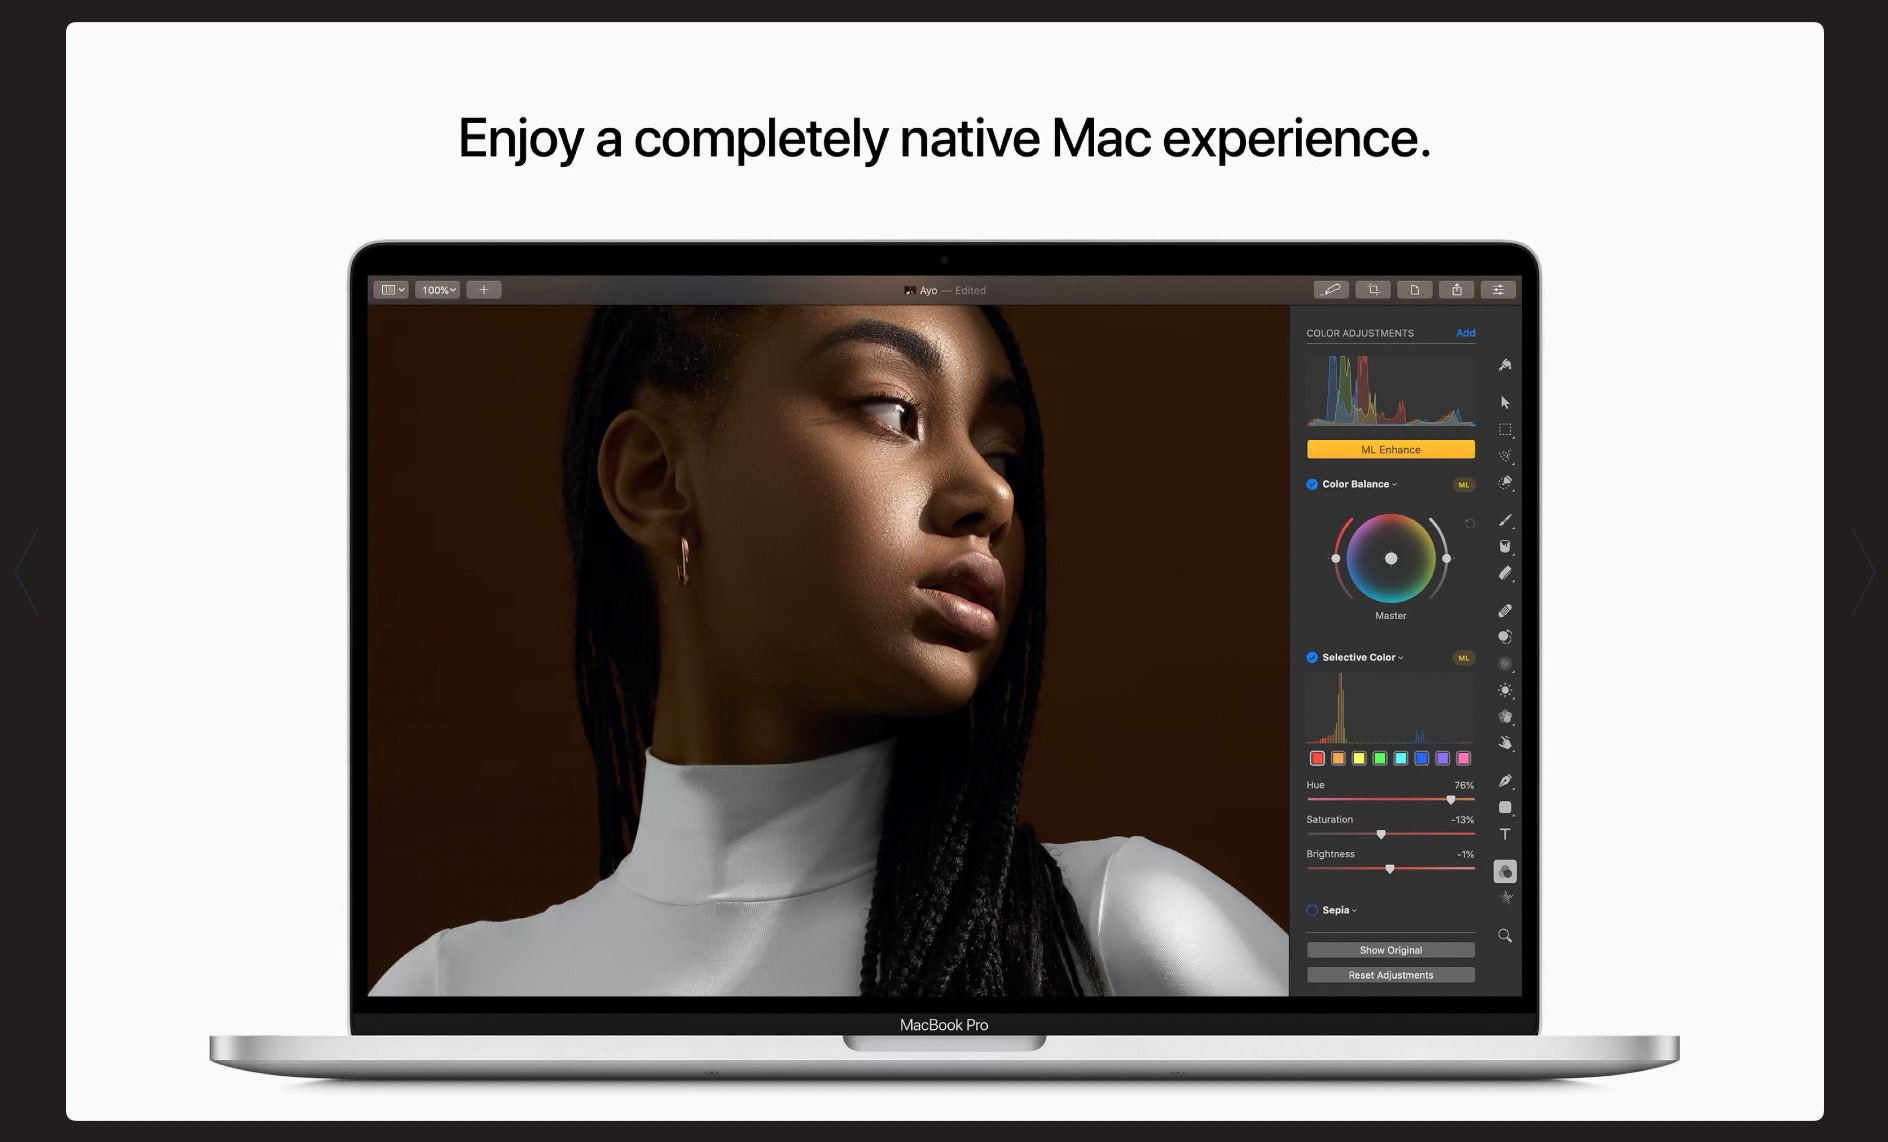 Enjoy a completely native Mac experience.
100%
Ayo — Edited
COLOR ADJUSTMENTS Add
ML Enhance
Color Balance ML
Master
Selective Color ML
Hue 76%
Saturation -13%
Brightness -1%
Sepia
Show Original
Reset Adjustments
MacBook Pro